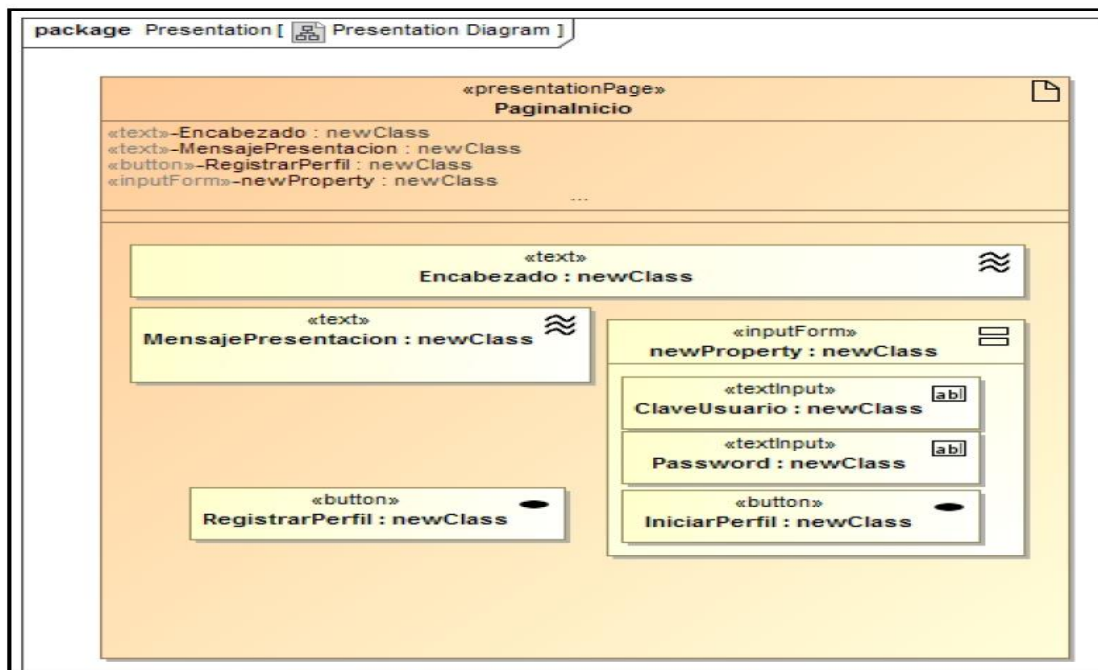 package Presentation [ Presentation Diagram ]
«presentationPage»
PaginaInicio
«text»-Encabezado : newClass
«text»-MensajePresentacion : newClass
«button»-RegistrarPerfil : newClass
«inputForm»-newProperty : newClass
...
«text»
Encabezado : newClass
«text»
MensajePresentacion : newClass
«inputForm»
newProperty : newClass
«textInput»
ab
ClaveUsuario : newClass
«textInput»
ab
Password : newClass
«button»
RegistrarPerfil : newClass
«button»
IniciarPerfil : newClass